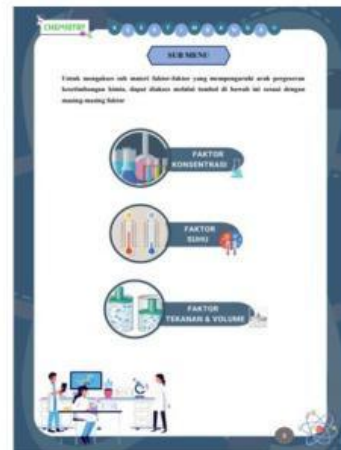 CHEMISTRY
KESETIMBANGAN
SUB MENU
Untuk mengakses sub materi faktor-faktor yang mempengaruhi arah pergeseran
kesetimbangan kimia, dapat diakses melalui tombol di bawah ini sesuai dengan
masing-masing faktor
FAKTOR
KONSENTRASI
FAKTOR
SUHU
FAKTOR
TEKANAN & VOLUME